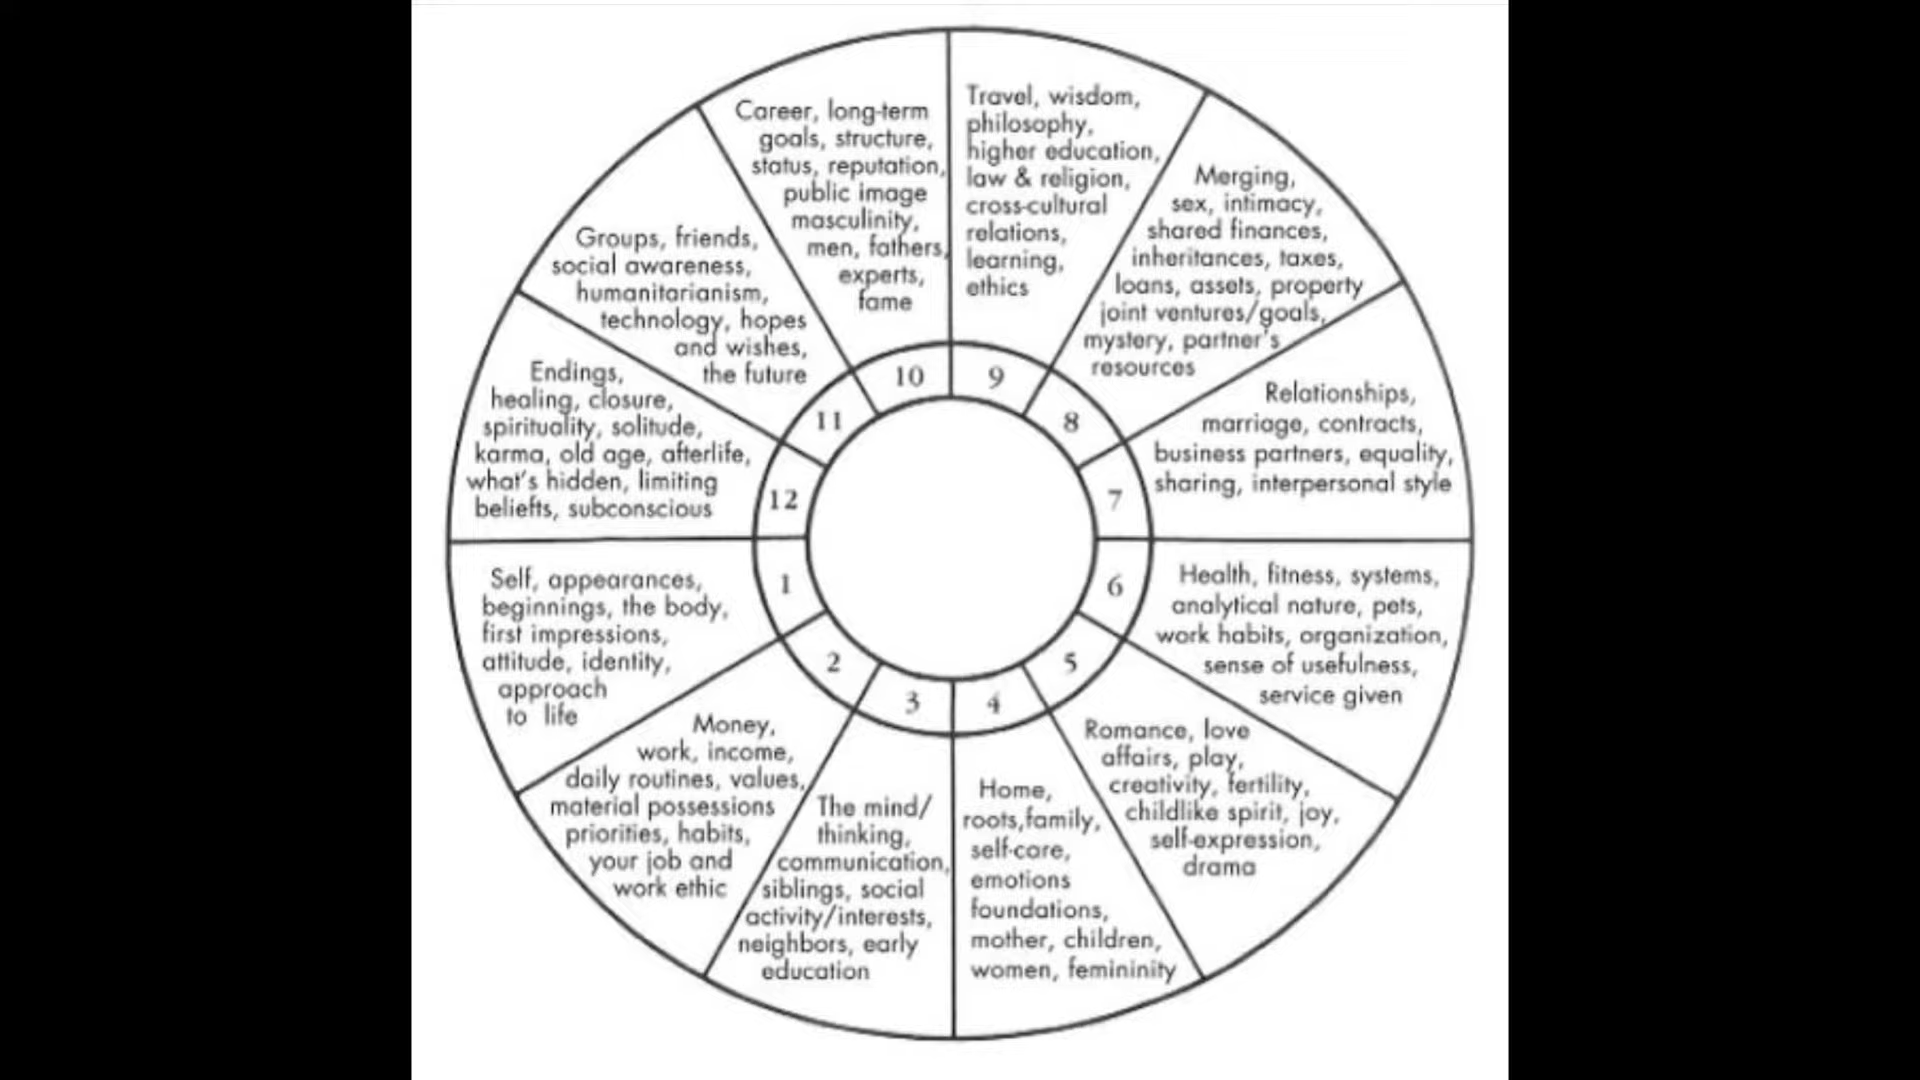 Career, long-term
goals, structure,
status, reputation,
public image
masculinity,
men, fathers,
experts,
fame
Travel, wisdom,
philosophy,
higher education,
law & religion,
cross-cultural
relations,
learning,
ethics
Merging,
sex, intimacy,
shared finances,
inheritances, taxes,
loans, assets, property
joint ventures/goals,
mystery, partner's
resources
Relationships,
marriage, contracts,
business partners, equality,
sharing, interpersonal style
Health, fitness, systems,
analytical nature, pets,
work habits, organization,
sense of usefulness,
service given
Romance, love
affairs, play,
creativity, fertility,
childlike spirit, joy,
self-expression,
drama
Home,
roots,family,
self-care,
emotions
foundations,
mother, children,
women, femininity
The mind/
thinking,
communication,
siblings, social
activity/interests,
neighbors, early
education
Money,
work, income,
daily routines, values,
material possessions
priorities, habits,
your job and
work ethic
Self, appearances,
beginnings, the body,
first impressions,
attitude, identity,
approach
to life
Endings,
healing, closure,
spirituality, solitude,
karma, old age, afterlife,
what's hidden, limiting
beliefts, subconscious
Groups, friends,
social awareness,
humanitarianism,
technology, hopes
and wishes,
the future
10
9
8
7
6
5
4
3
2
1
12
11